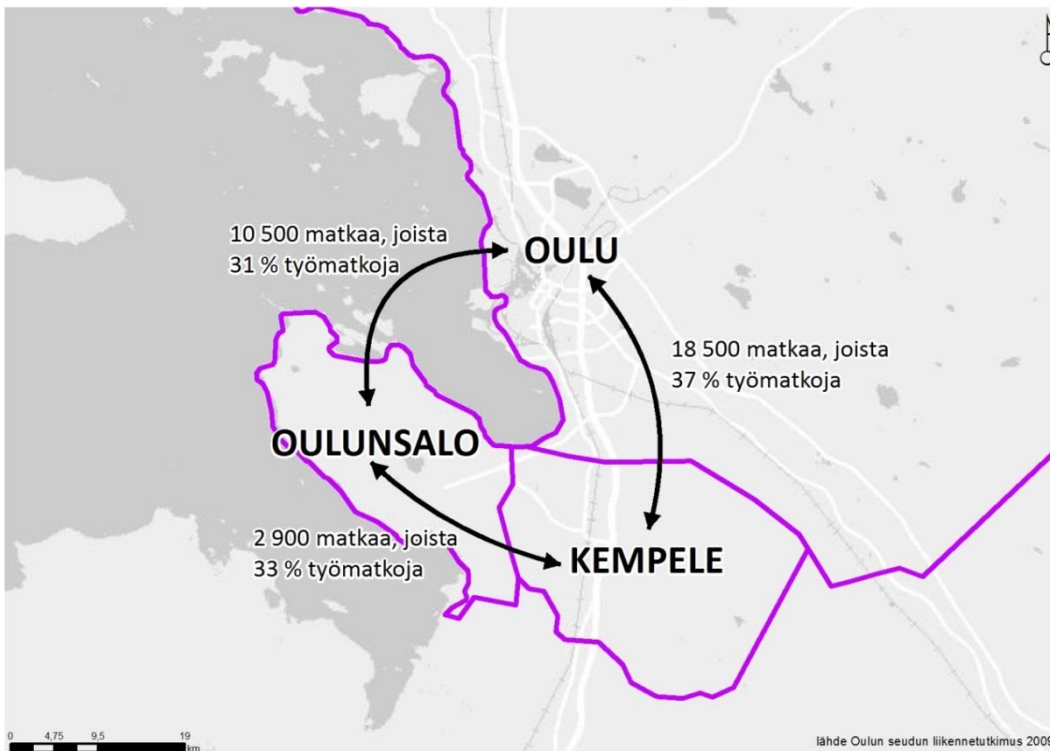 10 500 matkaa, joista
31 % työmatkoja
OULU
18 500 matkaa, joista
37 % työmatkoja
OULUNSALO
2 900 matkaa, joista
33 % työmatkoja
KEMPELE
0 4,75 9,5 19
km
lähde Oulun seudun liikennetutkimus 2009